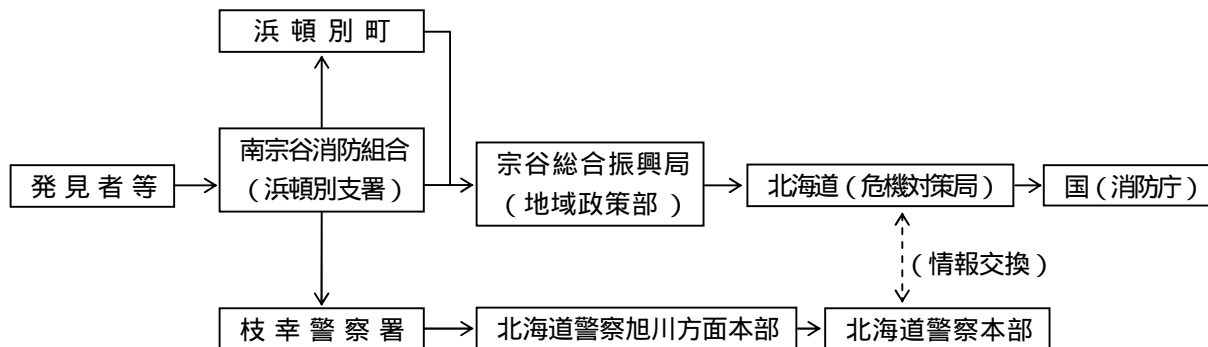 浜頓別町
南宗谷消防組合
（浜頓別支署）
発見者等
宗谷総合振興局
（地域政策部）
北海道（危機対策局）
国（消防庁）
（情報交換）
枝幸警察署
北海道警察旭川方面本部
北海道警察本部